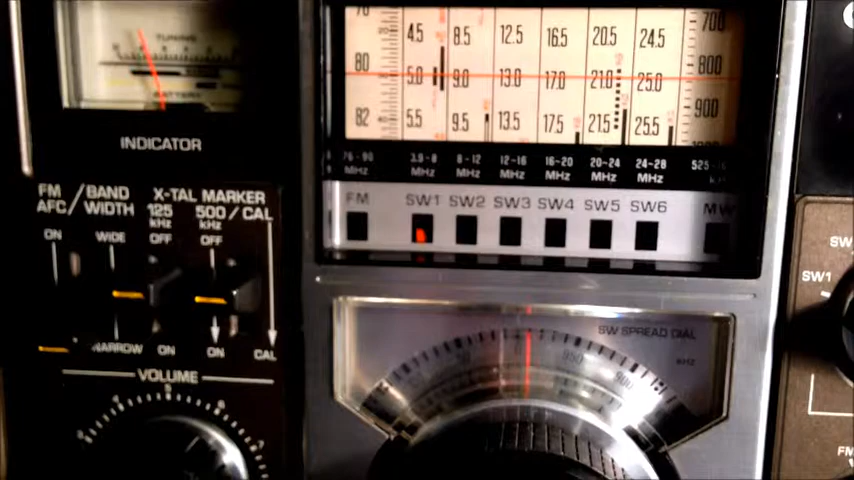 TUNING
BATTERY
INDICATOR
FM AFC / BAND WIDTH
X-TAL MARKER
125 kHz 500/CAL kHz
ON WIDE OFF OFF
NARROW ON ON CAL
VOLUME
4.5 8.5 12.5 16.5 20.5 24.5 700
80 5.0 9.0 13.0 17.0 21.0 25.0 800
82 5.5 9.5 13.5 17.5 21.5 25.5 900
76-90 MHz 3.9-8 MHz 8-12 MHz 12-16 MHz 16-20 MHz 20-24 MHz 24-28 MHz
FM SW1 SW2 SW3 SW4 SW5 SW6 MW
SW SPREAD DIAL
kHz
SW1
FM